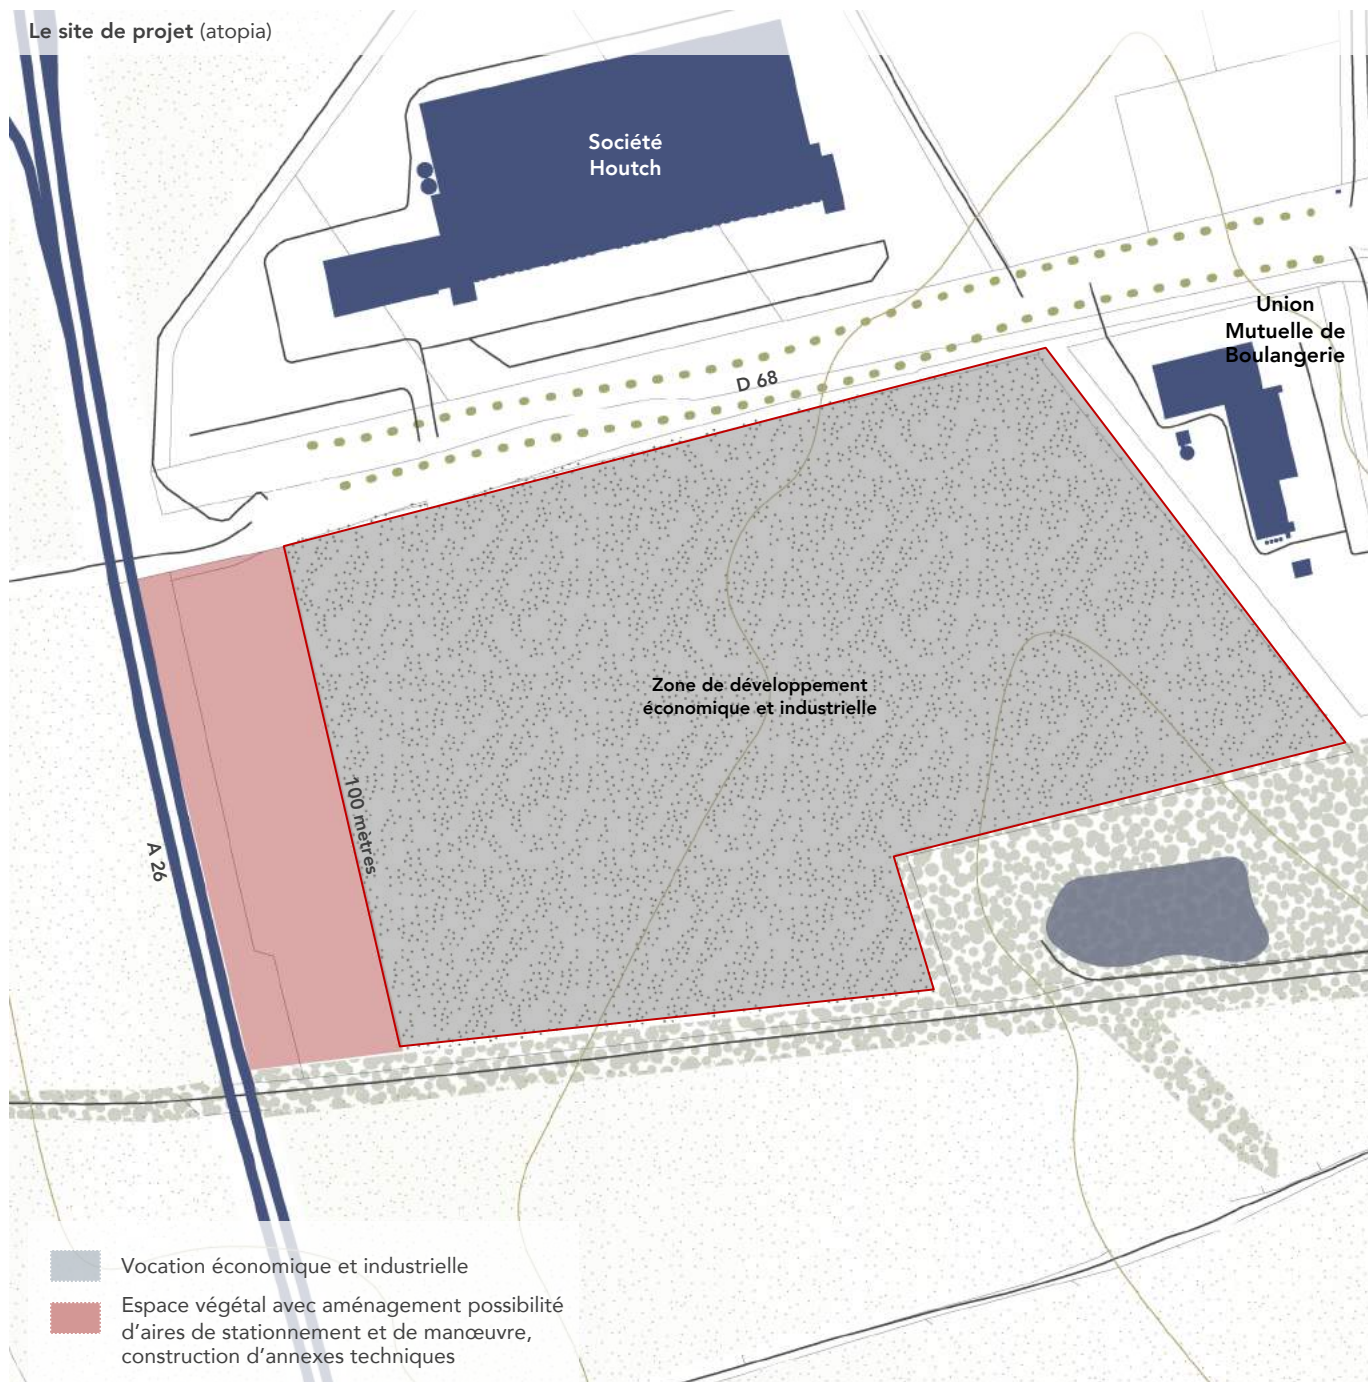 Le site de projet (atopia)
Société
Houtch
Union
Mutuelle de
Boulangerie
D 68
Zone de développement
économique et industrielle
100 mètres
A 26
Vocation économique et industrielle
Espace végétal avec aménagement possibilité
d'aires de stationnement et de manœuvre,
construction d'annexes techniques